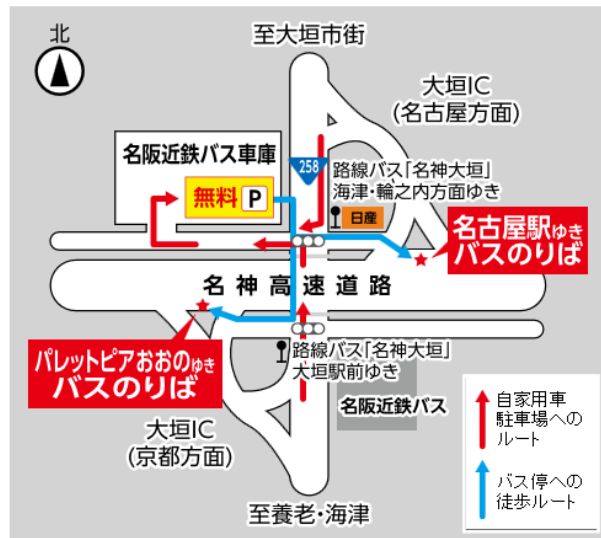 北
至大垣市街
大垣IC
(名古屋方面)
名阪近鉄バス車庫
無料 P
258
路線バス「名神大垣」
海津・輪之内方面ゆき
日産
名古屋駅ゆき
バスのりば
名神高速道路
パレットピアおおのゆき
バスのりば
路線バス「名神大垣」
大垣駅前ゆき
名阪近鉄バス
大垣IC
(京都方面)
至養老・海津
自家用車
駐車場への
ルート
バス停への
徒歩ルート